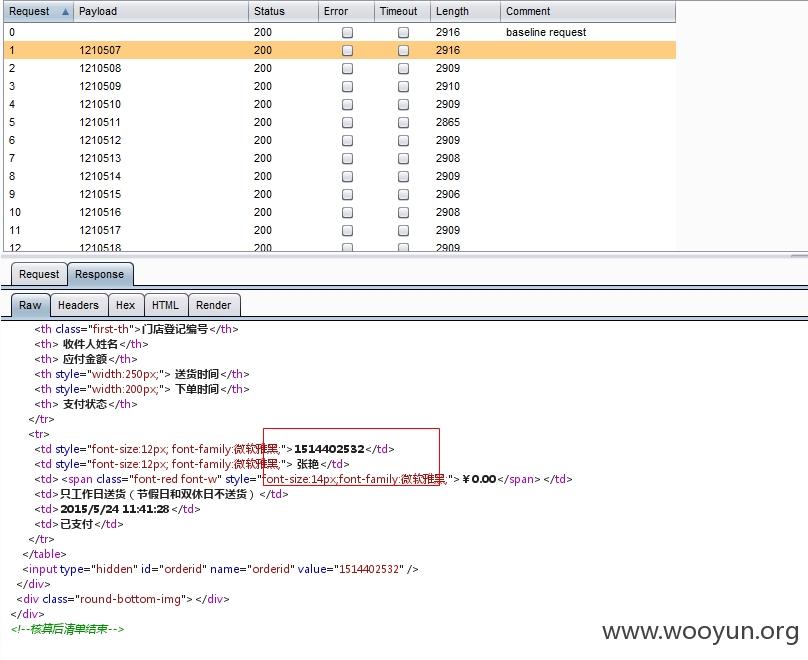 Request Payload Status Error Timeout Length Comment
0 200 2916 baseline request
1 1210507 200 2916
2 1210508 200 2909
3 1210509 200 2910
4 1210510 200 2909
5 1210511 200 2865
6 1210512 200 2909
7 1210513 200 2908
8 1210514 200 2909
9 1210515 200 2906
10 1210516 200 2908
11 1210517 200 2909
12 1210518 200 2909
Request Response
Raw Headers Hex HTML Render
<th class="first-th">门店登记编号</th>
<th> 收件人姓名</th>
<th> 应付金额</th>
<th style="width:250px;"> 送货时间</th>
<th style="width:200px;"> 下单时间</th>
<th> 支付状态</th>
</tr>
<tr>
<td style="font-size:12px; font-family:微软雅黑;">1514402532</td>
<td style="font-size:12px; font-family:微软雅黑;"> 张艳</td>
<td> <span class="font-red font-w" style="font-size:14px;font-family:微软雅黑;">￥0.00</span> </td>
<td>只工作日送货（节假日和双休日不送货）</td>
<td>2015/5/24 11:41:28</td>
<td>已支付</td>
</tr>
</table>
<input type="hidden" id="orderid" name="orderid" value="1514402532" />
</div>
<div class="round-bottom-img"> </div>
</div>
<!--核算后清单结束-->
www.wooyun.org